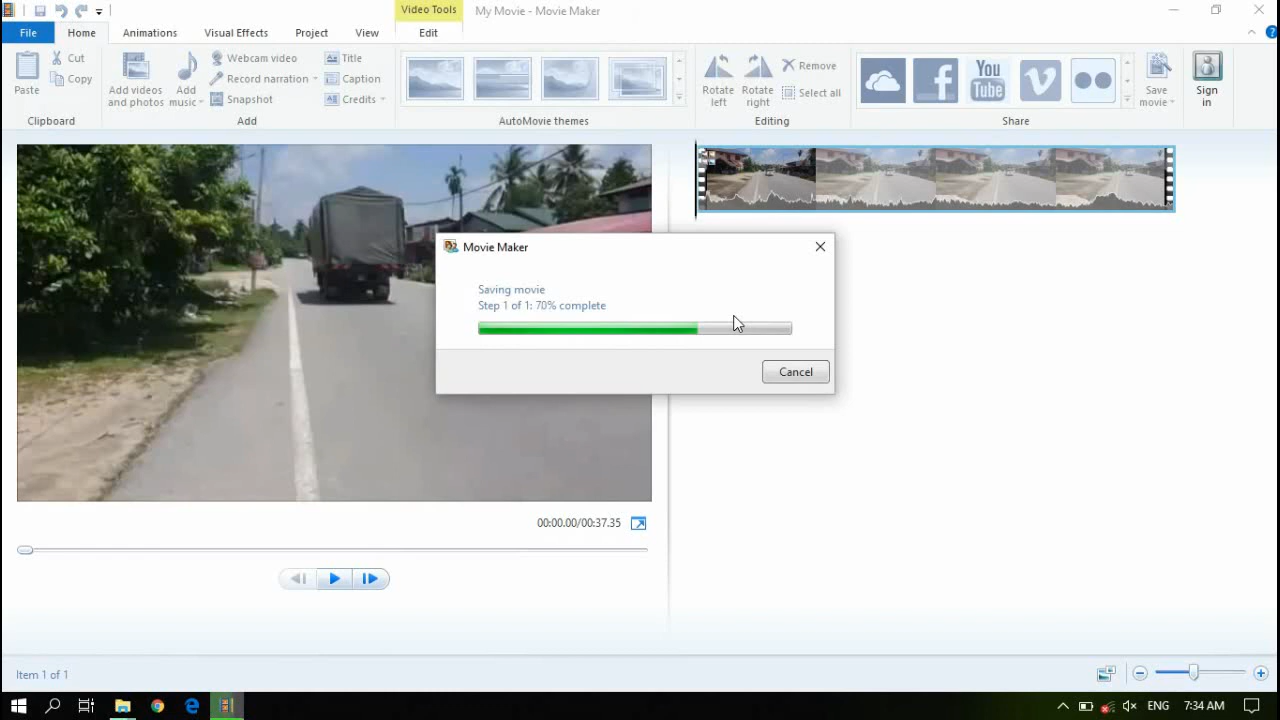 Video Tools
My Movie - Movie Maker
File
Home
Animations
Visual Effects
Project
View
Edit
Paste
Cut
Copy
Clipboard
Add videos
and photos
Add
music
Webcam video
Record narration
Snapshot
Title
Caption
Credits
Add
AutoMovie themes
Rotate
left
Rotate
right
Remove
Select all
Editing
You
Tube
Share
Save
movie
Sign
in
Movie Maker
Saving movie
Step 1 of 1: 70% complete
Cancel
00:00.00/00:37.35
Item 1 of 1
ENG
7:34 AM